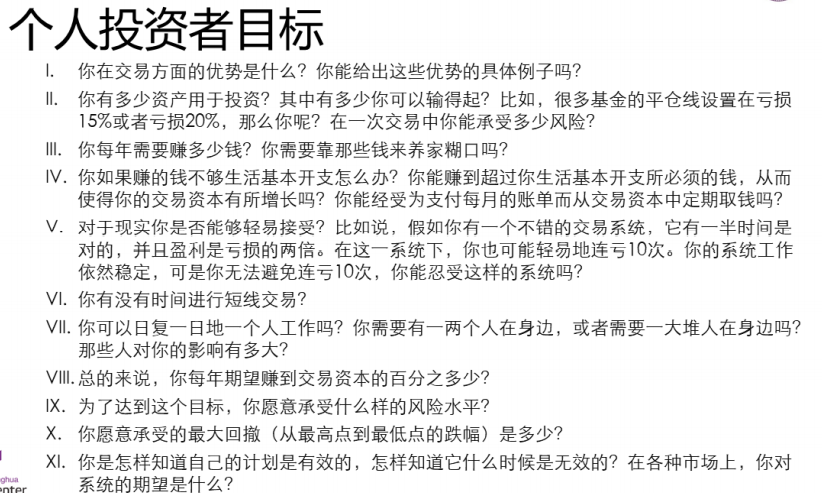 个人投资者目标
I. 你在交易方面的优势是什么？你能给出这些优势的具体例子吗？
II. 你有多少资产用于投资？其中有多少你可以输得起？比如，很多基金的平仓线设置在亏损
15%或者亏损20%，那么你呢？在一次交易中你能承受多少风险？
III. 你每年需要赚多少钱？你需要靠那些钱来养家糊口吗？
IV. 你如果赚的钱不够生活基本开支怎么办？你能赚到超过你生活基本开支所必须的钱，从而
使得你的交易资本有所增长吗？你能经受为支付每月的账单而从交易资本中定期取钱吗？
V. 对于现实你是否能够轻易接受？比如说，假如你有一个不错的交易系统，它有一半时间是
对的，并且盈利是亏损的两倍。在这一系统下，你也可能轻易地连亏10次。你的系统工作
依然稳定，可是你无法避免连亏10次，你能忍受这样的系统吗？
VI. 你有没有时间进行短线交易？
VII. 你可以日复一日地一个人工作吗？你需要有一两个人在身边，或者需要一大堆人在身边吗？
那些人对你的影响有多大？
VIII. 总的来说，你每年期望赚到交易资本的百分之多少？
IX. 为了达到这个目标，你愿意承受什么样的风险水平？
X. 你愿意承受的最大回撤（从最高点到最低点的跌幅）是多少？
XI. 你是怎样知道自己的计划是有效的，怎样知道它什么时候是无效的？在各种市场上，你对
系统的期望是什么？